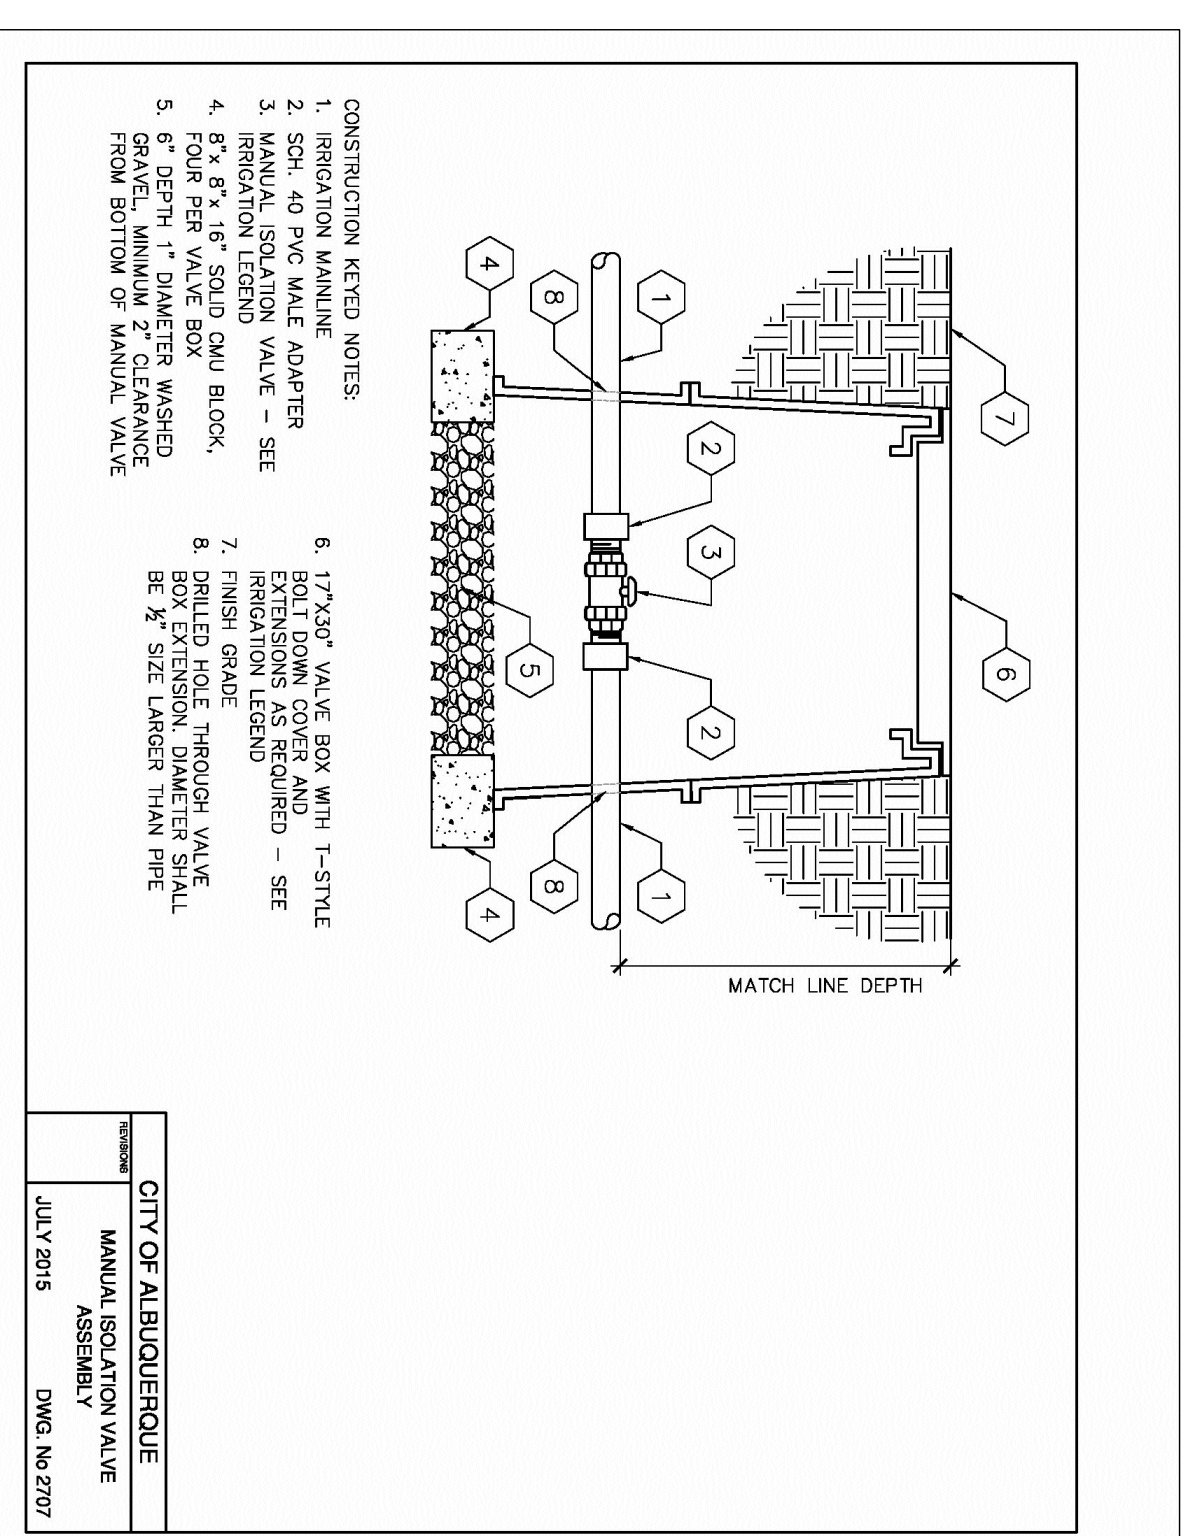 7
6
4
8
1
2
3
2
5
1
8
4
MATCH LINE DEPTH
CONSTRUCTION KEYED NOTES:
1. IRRIGATION MAINLINE
2. SCH. 40 PVC MALE ADAPTER
3. MANUAL ISOLATION VALVE – SEE
IRRIGATION LEGEND
4. 8"x 8"x 16" SOLID CMU BLOCK,
FOUR PER VALVE BOX
5. 6" DEPTH 1" DIAMETER WASHED
GRAVEL, MINIMUM 2" CLEARANCE
FROM BOTTOM OF MANUAL VALVE
6. 17"X30" VALVE BOX WITH T–STYLE
BOLT DOWN COVER AND
EXTENSIONS AS REQUIRED – SEE
IRRIGATION LEGEND
7. FINISH GRADE
8. DRILLED HOLE THROUGH VALVE
BOX EXTENSION. DIAMETER SHALL
BE ½" SIZE LARGER THAN PIPE
REVISIONS
CITY OF ALBUQUERQUE
MANUAL ISOLATION VALVE
ASSEMBLY
JULY 2015 DWG. No 2707